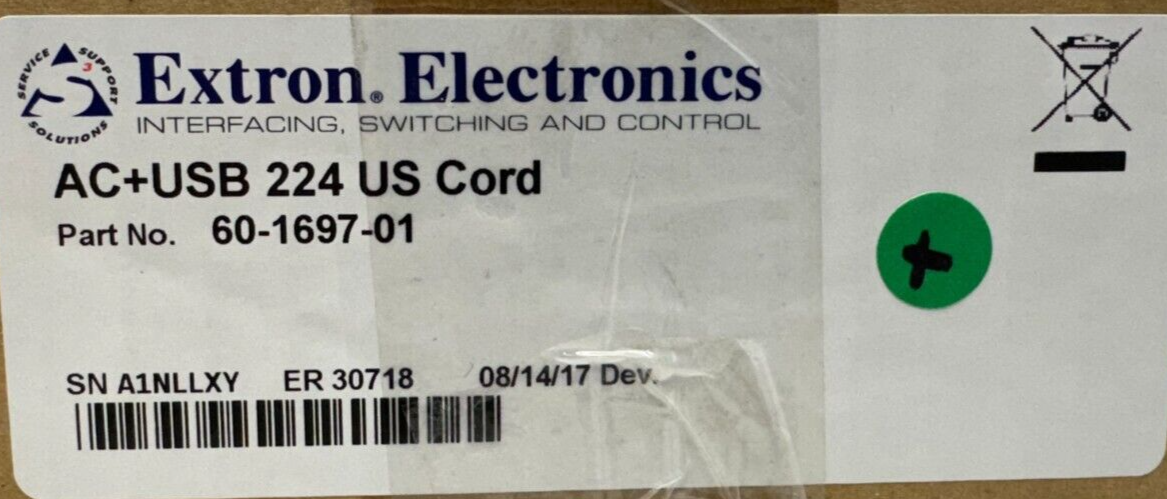 SERVICE SUPPORT SOLUTIONS
S3
Extron® Electronics
INTERFACING, SWITCHING AND CONTROL
AC+USB 224 US Cord
Part No. 60-1697-01
SN A1NLLXY ER 30718 08/14/17 Dev.